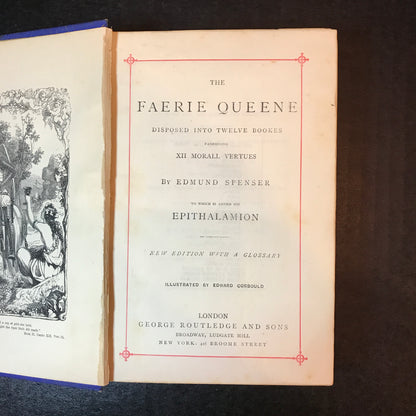 THE
FAERIE QUEENE
DISPOSED INTO TWELVE BOOKES
FASHIONING
XII MORALL VERTUES
BY EDMUND SPENSER
TO WHICH IS ADDED HIS
EPITHALAMION
NEW EDITION WITH A GLOSSARY
ILLUSTRATED BY EDWARD CORBOULD
LONDON
GEORGE ROUTLEDGE AND SONS
BROADWAY, LUDGATE HILL
NEW YORK: 416 BROOME STREET